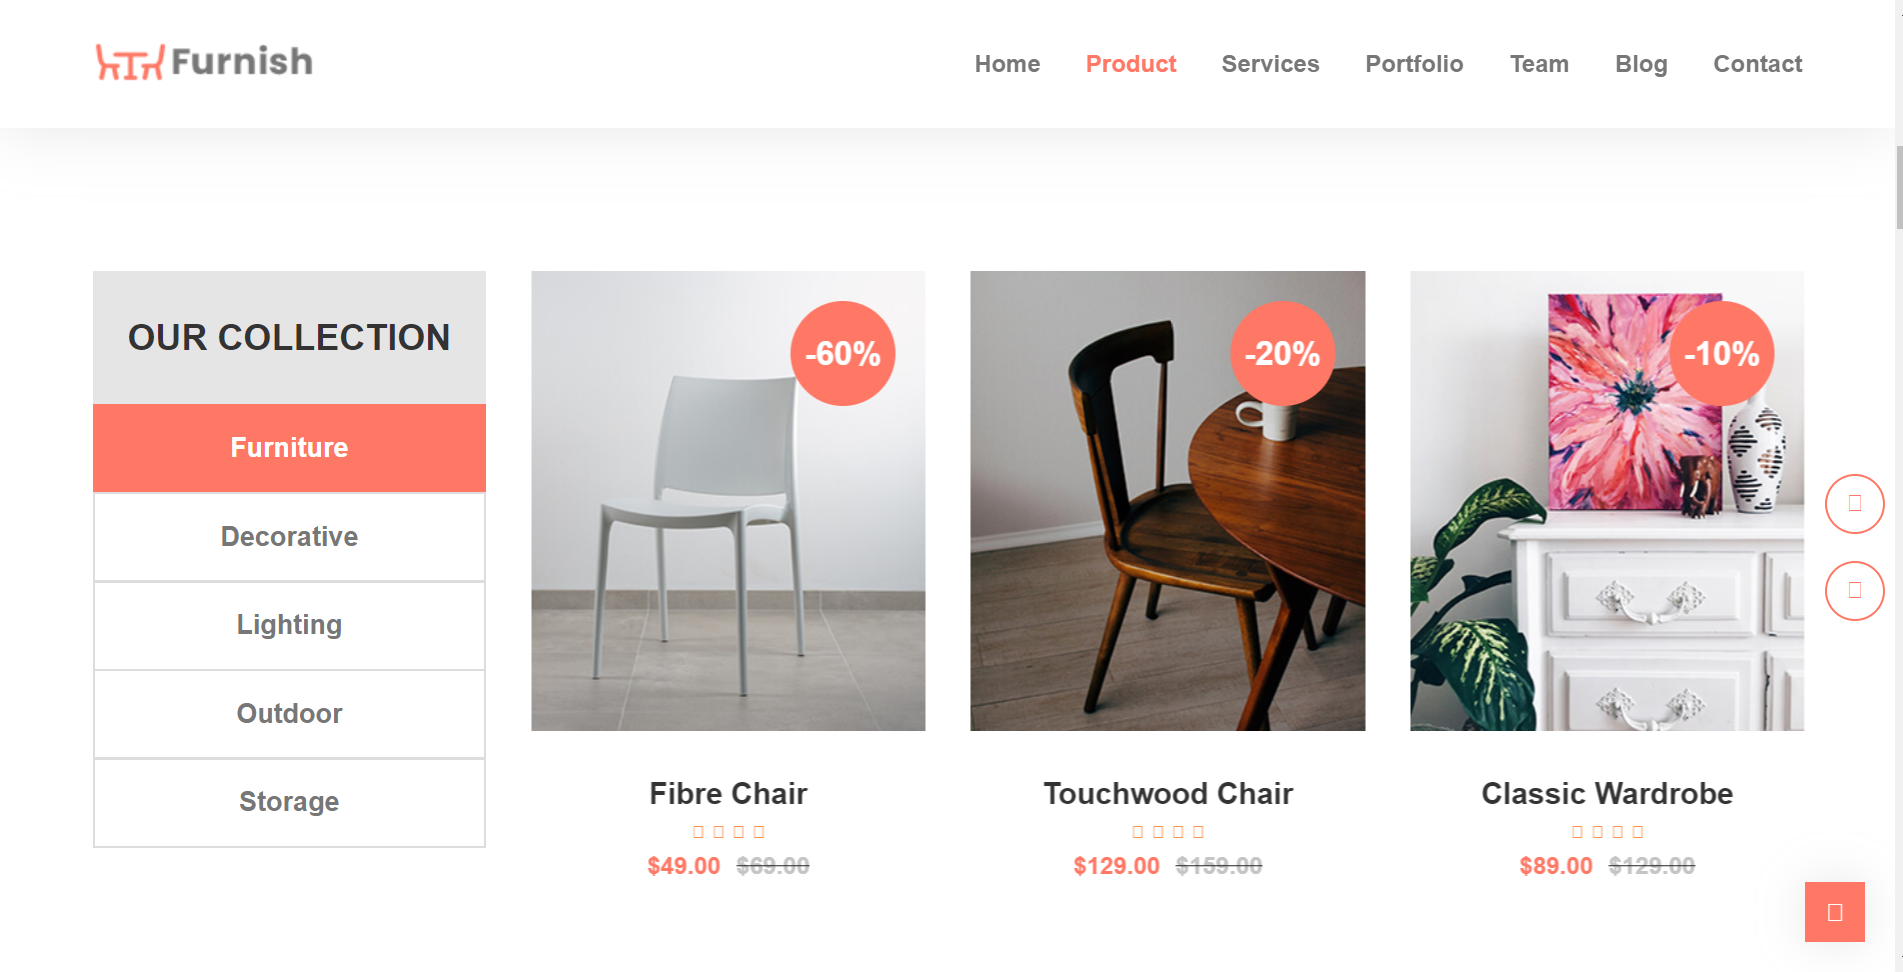 Furnish
Home Product Services Portfolio Team Blog Contact
OUR COLLECTION
Furniture
Decorative
Lighting
Outdoor
Storage
-60%
-20%
-10%
Fibre Chair
$49.00 $69.00
Touchwood Chair
$129.00 $159.00
Classic Wardrobe
$89.00 $129.00